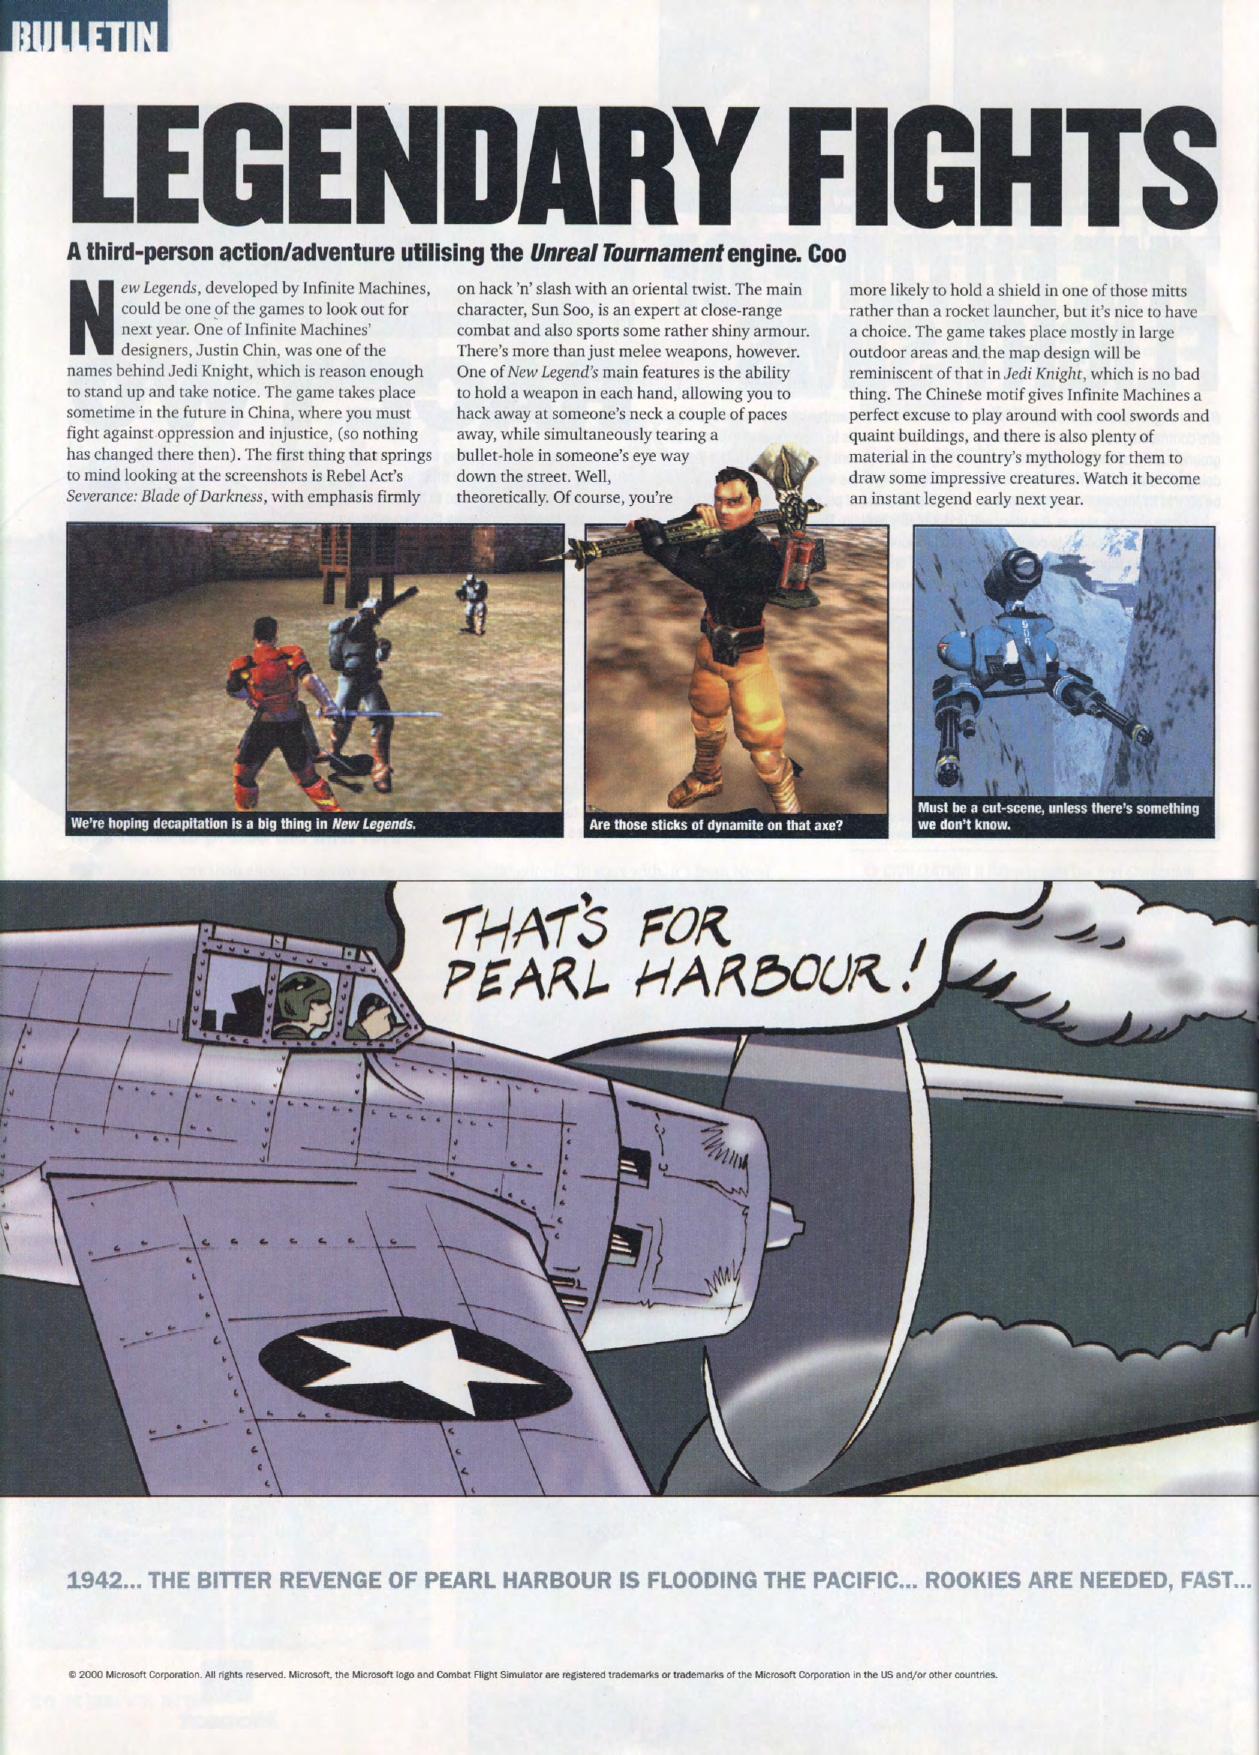 BULLETIN
LEGENDARY FIGHTS
A third-person action/adventure utilising the Unreal Tournament engine. Coo
New Legends, developed by Infinite Machines,
could be one of the games to look out for
next year. One of Infinite Machines'
designers, Justin Chin, was one of the
names behind Jedi Knight, which is reason enough
to stand up and take notice. The game takes place
sometime in the future in China, where you must
fight against oppression and injustice, (so nothing
has changed there then). The first thing that springs
to mind looking at the screenshots is Rebel Act's
Severance: Blade of Darkness, with emphasis firmly
on hack 'n' slash with an oriental twist. The main
character, Sun Soo, is an expert at close-range
combat and also sports some rather shiny armour.
There's more than just melee weapons, however.
One of New Legend's main features is the ability
to hold a weapon in each hand, allowing you to
hack away at someone's neck a couple of paces
away, while simultaneously tearing a
bullet-hole in someone's eye way
down the street. Well,
theoretically. Of course, you're
more likely to hold a shield in one of those mitts
rather than a rocket launcher, but it's nice to have
a choice. The game takes place mostly in large
outdoor areas and the map design will be
reminiscent of that in Jedi Knight, which is no bad
thing. The Chinese motif gives Infinite Machines a
perfect excuse to play around with cool swords and
quaint buildings, and there is also plenty of
material in the country's mythology for them to
draw some impressive creatures. Watch it become
an instant legend early next year.
We're hoping decapitation is a big thing in New Legends.
Are those sticks of dynamite on that axe?
Must be a cut-scene, unless there's something
we don't know.
THAT'S FOR
PEARL HARBOUR!
1942... THE BITTER REVENGE OF PEARL HARBOUR IS FLOODING THE PACIFIC... ROOKIES ARE NEEDED, FAST...
© 2000 Microsoft Corporation. All rights reserved. Microsoft, the Microsoft logo and Combat Flight Simulator are registered trademarks or trademarks of the Microsoft Corporation in the US and/or other countries.